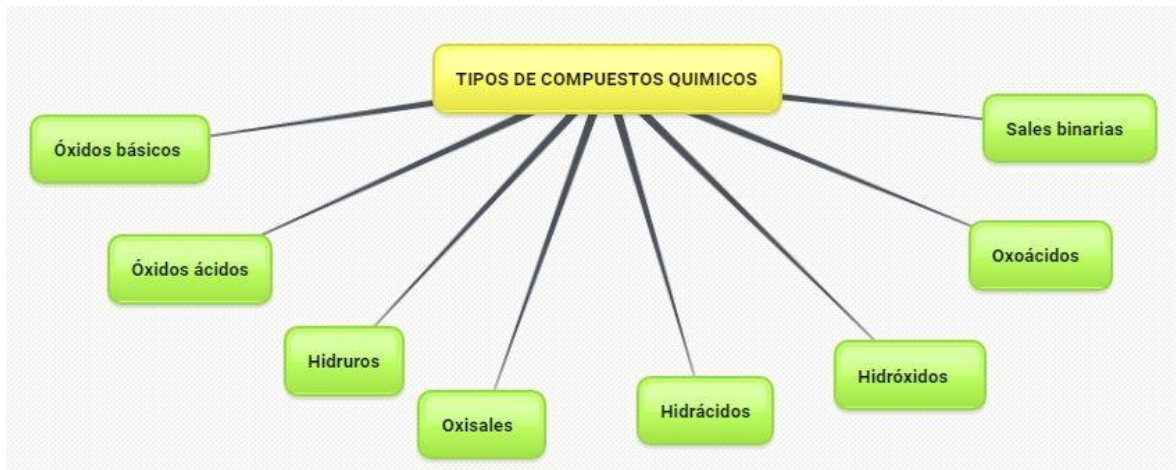 TIPOS DE COMPUESTOS QUIMICOS
Óxidos básicos
Sales binarias
Óxidos ácidos
Oxoácidos
Hidruros
Hidróxidos
Oxisales
Hidrácidos